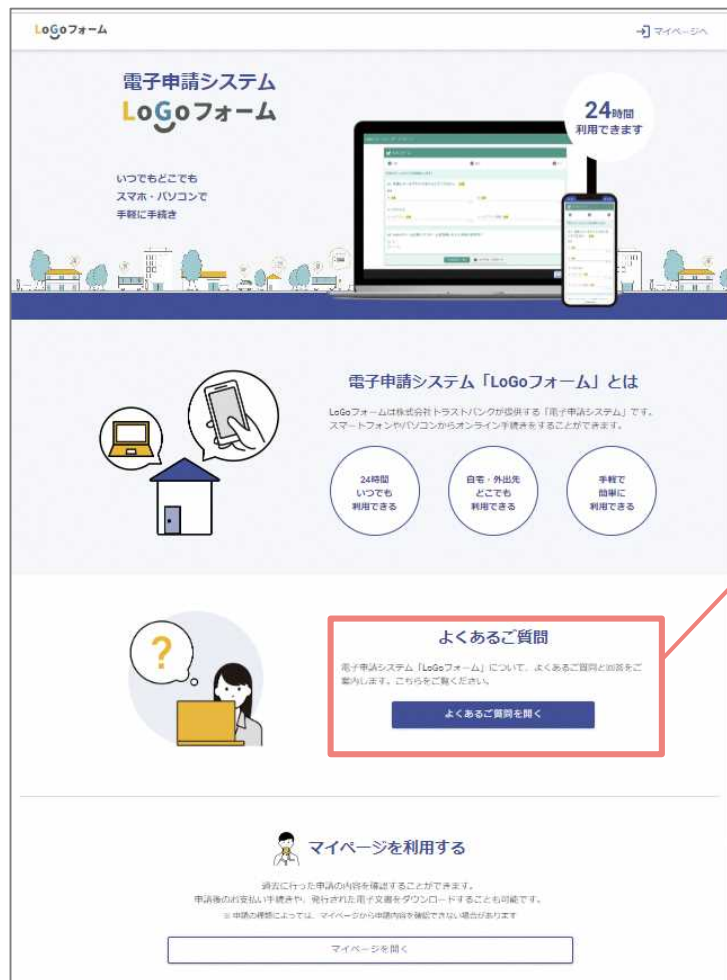 LoGoフォーム
マイページへ
電子申請システム
LoGoフォーム
24時間
利用できます
いつでもどこでも
スマホ・パソコンで
手軽に手続き
電子申請システム「LoGoフォーム」とは
LoGoフォームは株式会社トラストバンクが提供する「電子申請システム」です。
スマートフォンやパソコンからオンライン手続きをすることができます。
24時間
いつでも
利用できる
自宅・外出先
どこでも
利用できる
手軽で
簡単に
利用できる
?
よくあるご質問
電子申請システム「LoGoフォーム」について、よくあるご質問と回答をご
案内します。こちらをご覧ください。
よくあるご質問を開く
マイページを利用する
過去に行った申請の内容を確認することができます。
申請後のお支払い手続きや、発行された電子文書をダウンロードすることも可能です。
※ 申請の種類によっては、マイページから申請内容を確認できない場合があります
マイページを開く